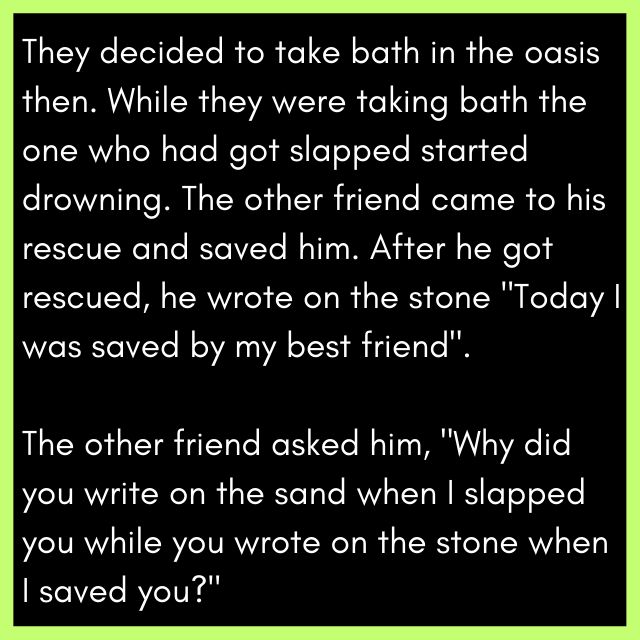 They decided to take bath in the oasis
then. While they were taking bath the
one who had got slapped started
drowning. The other friend came to his
rescue and saved him. After he got
rescued, he wrote on the stone "Today I
was saved by my best friend".
The other friend asked him, "Why did
you write on the sand when I slapped
you while you wrote on the stone when
I saved you?"